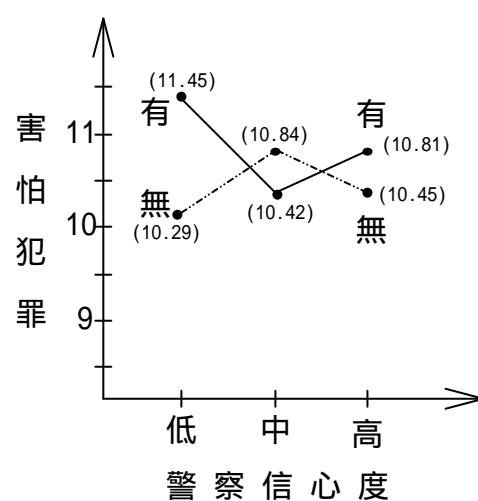 (11.45)
有
有
害怕犯罪
11
(10.84)
(10.81)
無
(10.42)
(10.45)
10
(10.29)
無
9
低
中
高
警察信心度